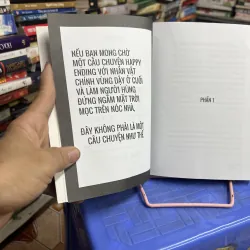 NẾU BẠN MONG CHỜ
MỘT CÂU CHUYỆN HAPPY
ENDING VỚI NHÂN VẬT
CHÍNH VỰNG DẬY Ở CUỐI
VÀ LÀM NGƯỜI HÙNG
ĐỨNG NGẮM MẶT TRỜI
MỌC TRÊN NÓC NHÀ,
ĐÂY KHÔNG PHẢI LÀ MỘT
CÂU CHUYỆN NHƯ THẾ
PHẦN 1